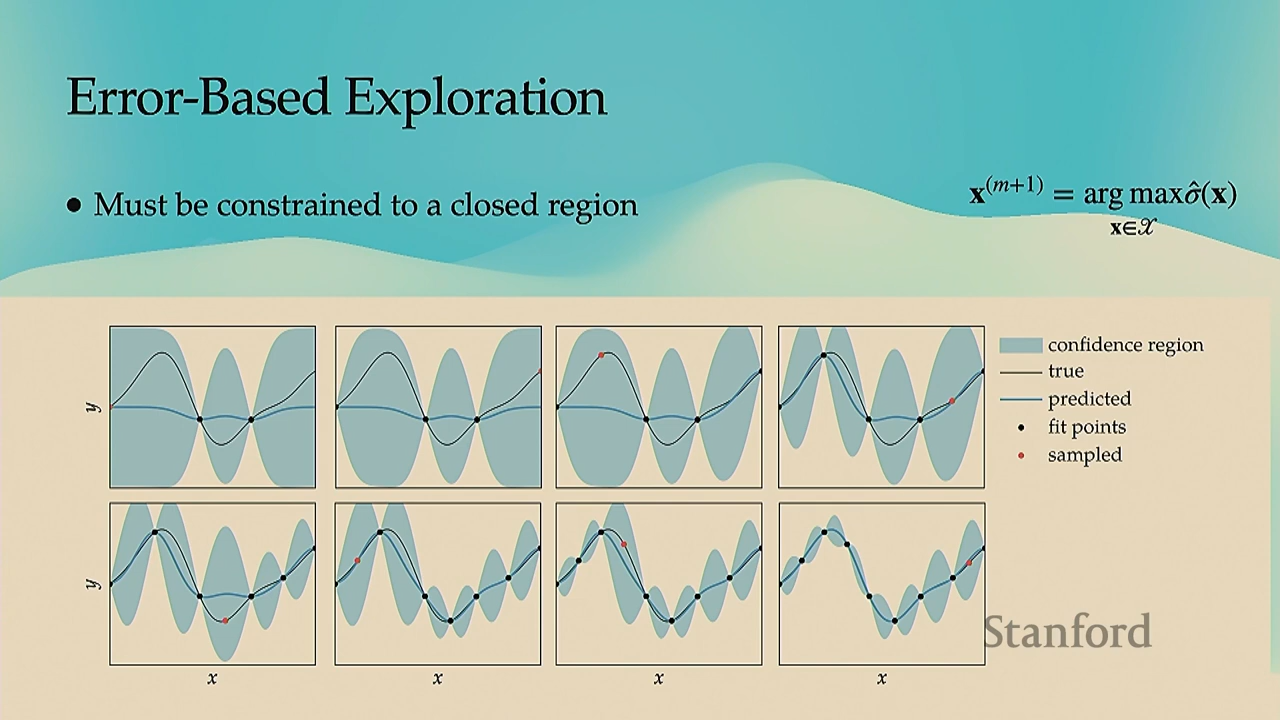 Error-Based Exploration
• Must be constrained to a closed region
x^(m+1) = arg max σ̂(x)
x∈𝒳
confidence region
true
predicted
fit points
sampled
y
y
x x x x
Stanford